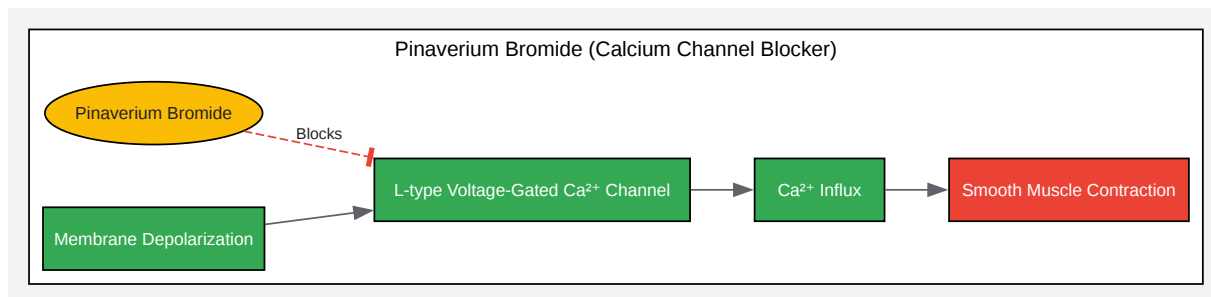 Pinaverium Bromide (Calcium Channel Blocker)
Pinaverium Bromide
Blocks
L-type Voltage-Gated Ca²⁺ Channel
Ca²⁺ Influx
Smooth Muscle Contraction
Membrane Depolarization